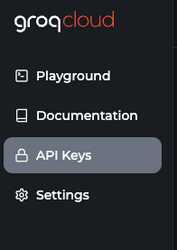 groqcloud
Playground
Documentation
API Keys
Settings